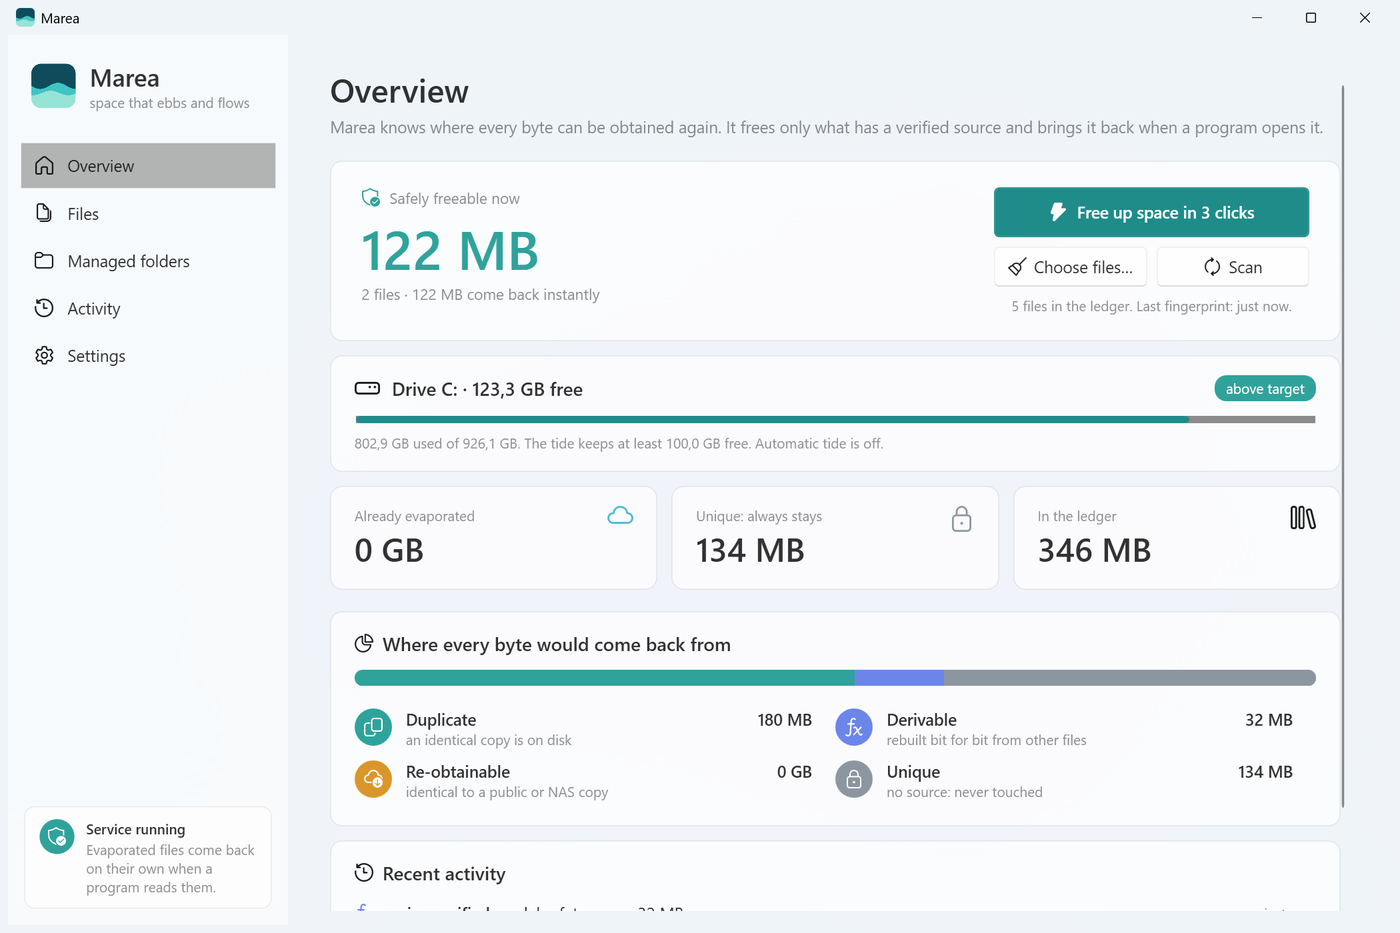 Marea
Marea
space that ebbs and flows
Overview
Files
Managed folders
Activity
Settings
Service running
Evaporated files come back
on their own when a
program reads them.
Overview
Marea knows where every byte can be obtained again. It frees only what has a verified source and brings it back when a program opens it.
Safely freeable now
122 MB
2 files · 122 MB come back instantly
Free up space in 3 clicks
Choose files...
Scan
5 files in the ledger. Last fingerprint: just now.
Drive C: · 123,3 GB free
above target
802,9 GB used of 926,1 GB. The tide keeps at least 100,0 GB free. Automatic tide is off.
Already evaporated
0 GB
Unique: always stays
134 MB
In the ledger
346 MB
Where every byte would come back from
Duplicate
180 MB
an identical copy is on disk
Derivable
32 MB
rebuilt bit for bit from other files
Re-obtainable
0 GB
identical to a public or NAS copy
Unique
134 MB
no source: never touched
Recent activity
32 MB